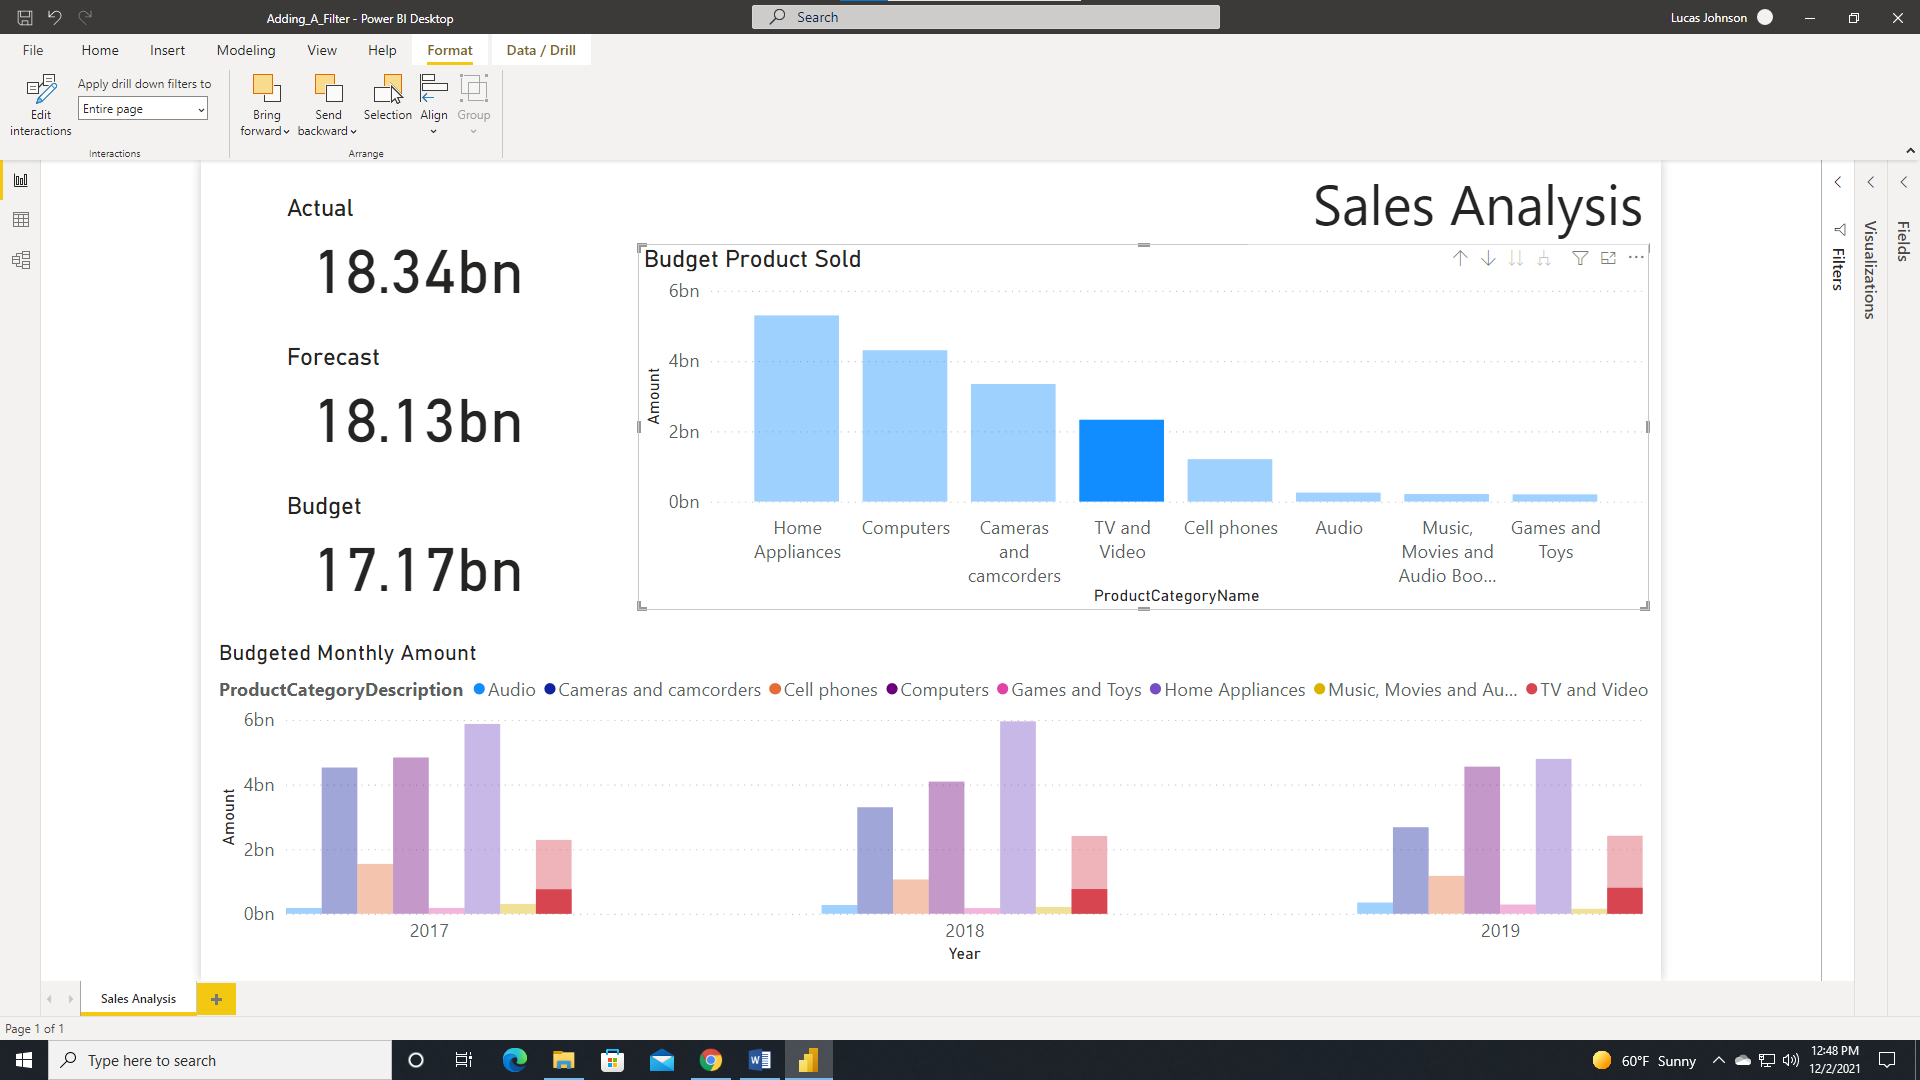 Adding_A_Filter - Power BI Desktop
Search
Lucas Johnson
File Home Insert Modeling View Help Format Data / Drill
Edit interactions
Apply drill down filters to
Entire page
Bring forward
Send backward
Selection
Align
Group
Interactions
Arrange
Sales Analysis
Actual
18.34bn
Forecast
18.13bn
Budget
17.17bn
Budget Product Sold
6bn
4bn
2bn
0bn
Amount
Home Appliances
Computers
Cameras and camcorders
TV and Video
Cell phones
Audio
Music, Movies and Audio Boo...
Games and Toys
ProductCategoryName
Filters
Visualizations
Fields
Budgeted Monthly Amount
ProductCategoryDescription Audio Cameras and camcorders Cell phones Computers Games and Toys Home Appliances Music, Movies and Au... TV and Video
6bn
4bn
2bn
0bn
Amount
2017 2018 2019
Year
Sales Analysis
Page 1 of 1
Type here to search
60°F Sunny
12:48 PM
12/2/2021